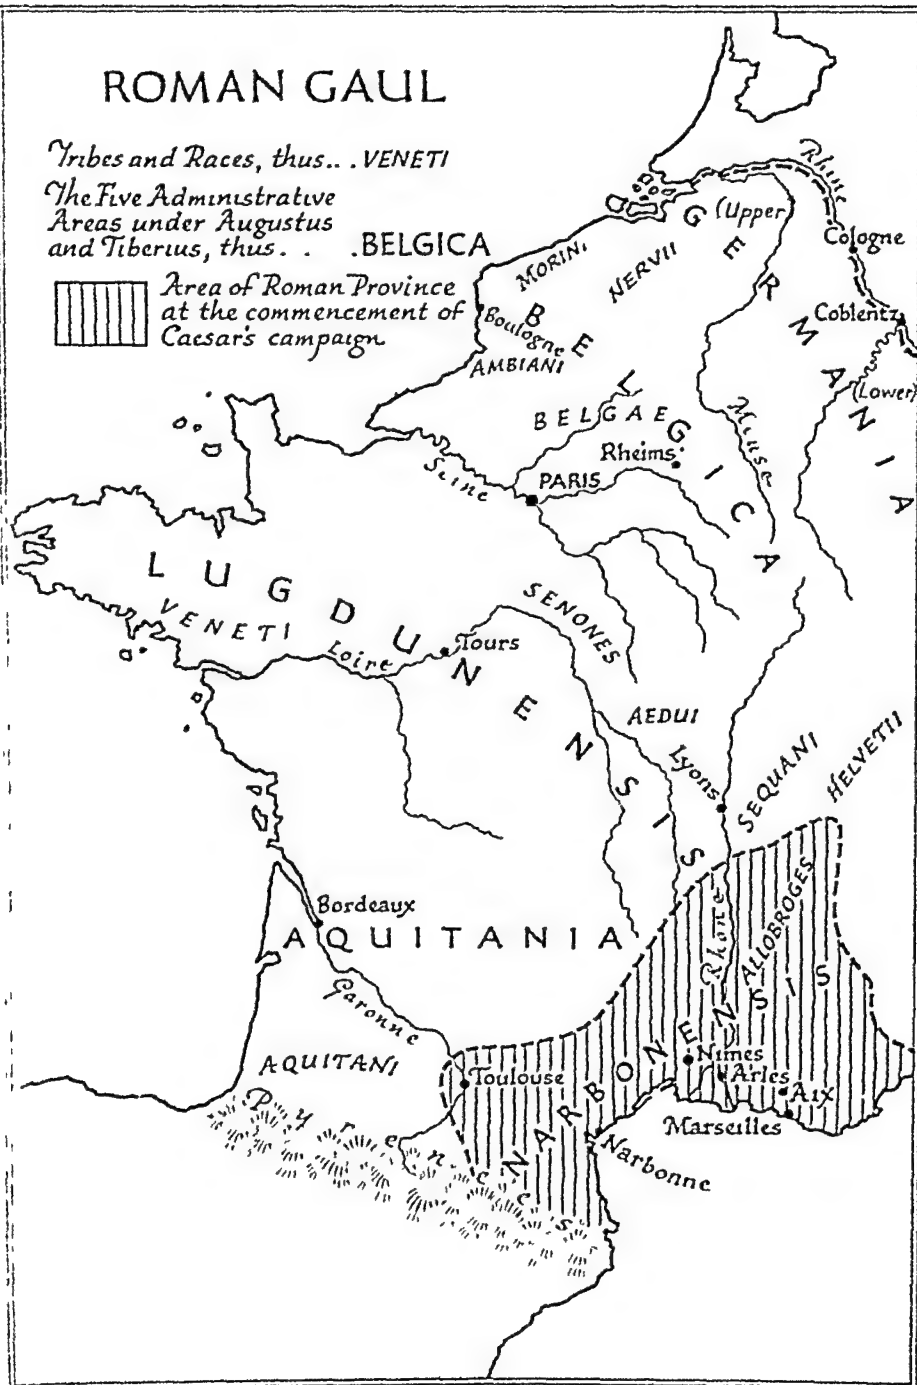 ROMAN GAUL
Tribes and Races, thus... VENETI
The Five Administrative
Areas under Augustus
and Tiberius, thus. . .BELGICA
Area of Roman Province
at the commencement of
Caesar's campaign
Rhine
(Upper)
GERMANIA
Cologne
MORINI
NERVII
Coblentz
Boulogne
BELGICA
AMBIANI
(Lower)
BELGAE
Meuse
Rheims
Seine
PARIS
LUGDUNENSIS
VENETI
SENONES
Tours
Loire
AEDUI
Lyons
SEQUANI
HELVETII
Rhone
ALLOBROGES
Bordeaux
AQUITANIA
Garonne
AQUITANI
NARBONENSIS
Nimes
Toulouse
Arles
Aix
Marseilles
Pyrenees
Narbonne